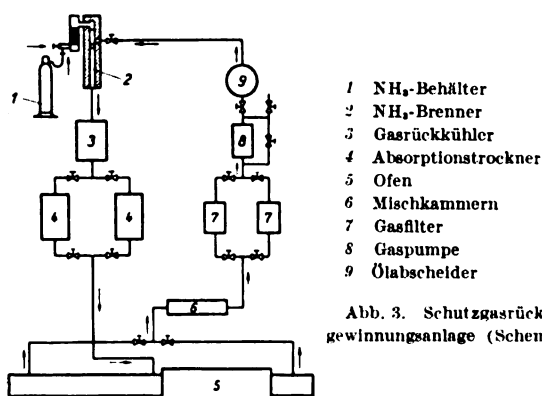 1
2
3
4
4
5
6
7
7
8
9
1 NH₃-Behälter
2 NH₃-Brenner
3 Gasrückkühler
4 Absorptionstrockner
5 Ofen
6 Mischkammern
7 Gasfilter
8 Gaspumpe
9 Ölabscheider
Abb. 3. Schutzgasrück
gewinnungsanlage (Schem